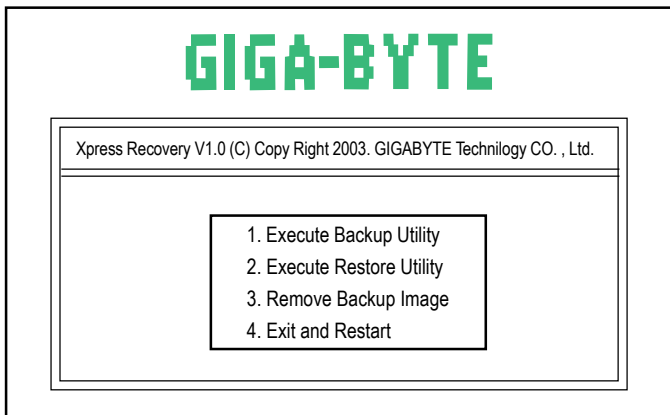 GIGA-BYTE
Xpress Recovery V1.0 (C) Copy Right 2003. GIGABYTE Technilogy CO. , Ltd.
1. Execute Backup Utility
2. Execute Restore Utility
3. Remove Backup Image
4. Exit and Restart